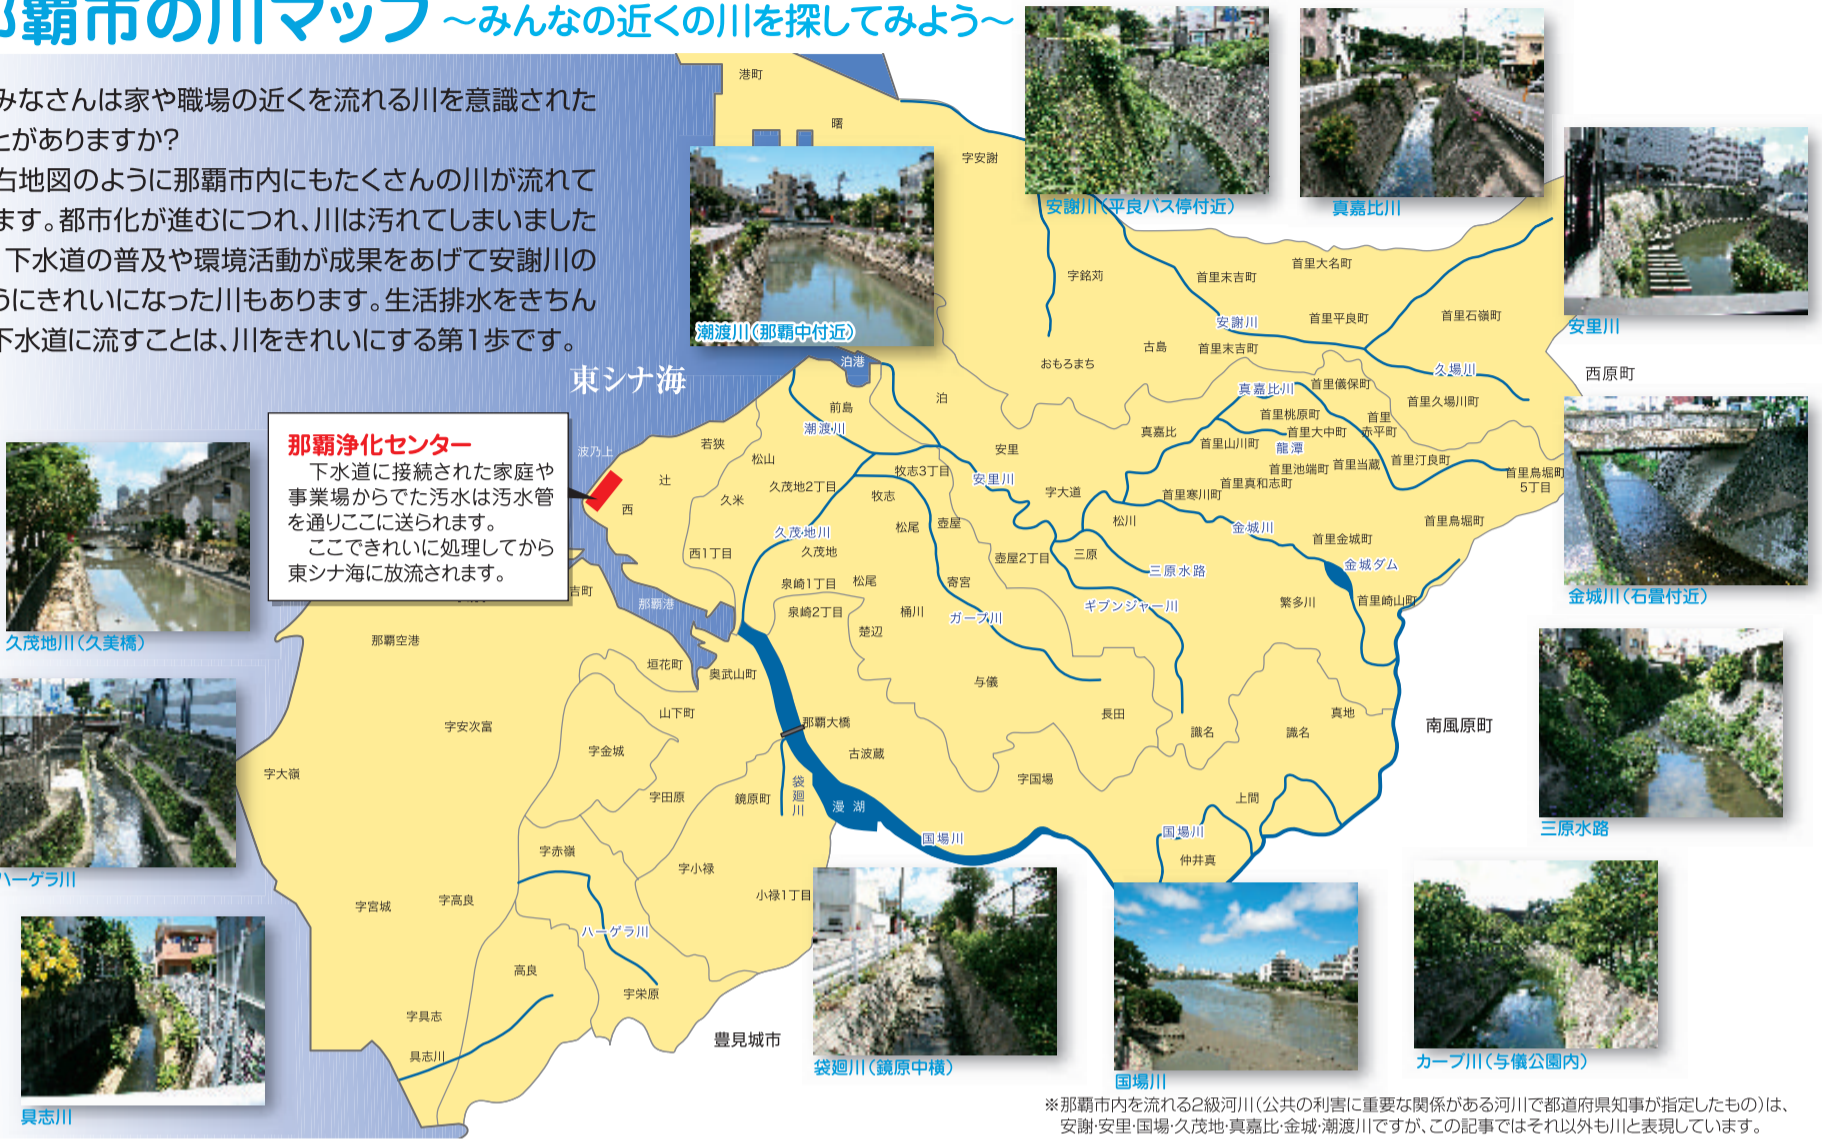 那覇市の川マップ ～みんなの近くの川を探してみよう～
みなさんは家や職場の近くを流れる川を意識された
とがありますか?
右地図のように那覇市内にもたくさんの川が流れて
ます。都市化が進むにつれ、川は汚れてしまいました
下水道の普及や環境活動が成果をあげて安謝川の
うにきれいになった川もあります。生活排水をきちん
下水道に流すことは、川をきれいにする第1歩です。
東シナ海
那覇浄化センター
下水道に接続された家庭や
事業場からでた汚水は汚水管
を通りここに送られます。
ここできれいに処理してから
東シナ海に放流されます。
港町
曙
字安謝
安謝川(平良バス停付近)
真嘉比川
潮渡川(那覇中付近)
安里川
字銘苅
首里末吉町
首里大名町
安謝川
首里平良町
首里石嶺町
古島
首里末吉町
おもろまち
泊港
久場川
西原町
真嘉比川
首里儀保町
首里久場川町
前島
泊
潮渡川
首里桃原町
首里
赤平町
真嘉比
首里大中町
若狭
波乃上
安里
首里山川町
龍潭
松山
首里池端町
首里当蔵
首里汀良町
牧志3丁目
首里鳥堀町
5丁目
辻
久茂地2丁目
安里川
首里真和志町
西
久米
牧志
字大道
首里寒川町
松尾
壺屋
松川
金城川
首里鳥堀町
久茂地川
首里金城町
西1丁目
久茂地
壺屋2丁目
三原
金城ダム
三原水路
泉崎1丁目
松尾
寄宮
吉町
那覇港
泉崎2丁目
桶川
ガーブ川
ギブンジャー川
繁多川
首里崎山町
金城川(石畳付近)
楚辺
久茂地川(久美橋)
那覇空港
垣花町
奥武山町
与儀
山下町
那覇大橋
長田
真地
字安次富
識名
識名
南風原町
字金城
古波蔵
字大嶺
字国場
袋廻川
字田原
鏡原町
漫湖
上間
国場川
国場川
三原水路
字赤嶺
仲井真
字小禄
ハーゲラ川
小禄1丁目
字宮城
字高良
ハーゲラ川
高良
字栄原
字具志
豊見城市
具志川
袋廻川(鏡原中横)
国場川
カーブ川(与儀公園内)
具志川
※那覇市内を流れる2級河川(公共の利害に重要な関係がある河川で都道府県知事が指定したもの)は、
安謝・安里・国場・久茂地・真嘉比・金城・潮渡川ですが、この記事ではそれ以外も川と表現しています。